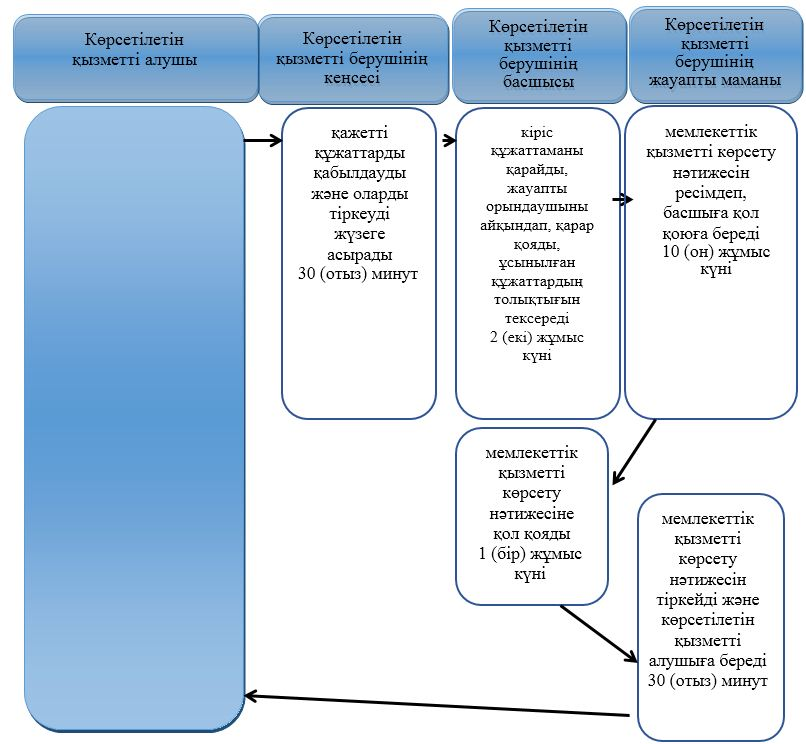 Көрсетілетін
қызметті алушы
Көрсетілетін
қызметті берушінің
кеңсесі
Көрсетілетін
қызметті
берушінің
басшысы
Көрсетілетін
қызметті
берушінің
жауапты маманы
қажетті
құжаттарды
қабылдауды
және оларды
тіркеуді
жүзеге
асырады
30 (отыз) минут
кіріс
құжаттаманы
қарайды,
жауапты
орындаушыны
айқындап, қарар
қояды,
ұсынылған
құжаттардың
толықтығын
тексереді
2 (екі) жұмыс
күні
мемлекеттік
қызметті көрсету
нәтижесін
ресімдеп,
басшыға қол
қоюға береді
10 (он) жұмыс
күні
мемлекеттік
қызметті
көрсету
нәтижесіне
қол қояды
1 (бір) жұмыс
күні
мемлекеттік
қызметті
көрсету
нәтижесін
тіркейді және
көрсетілетін
қызметті
алушыға береді
30 (отыз) минут